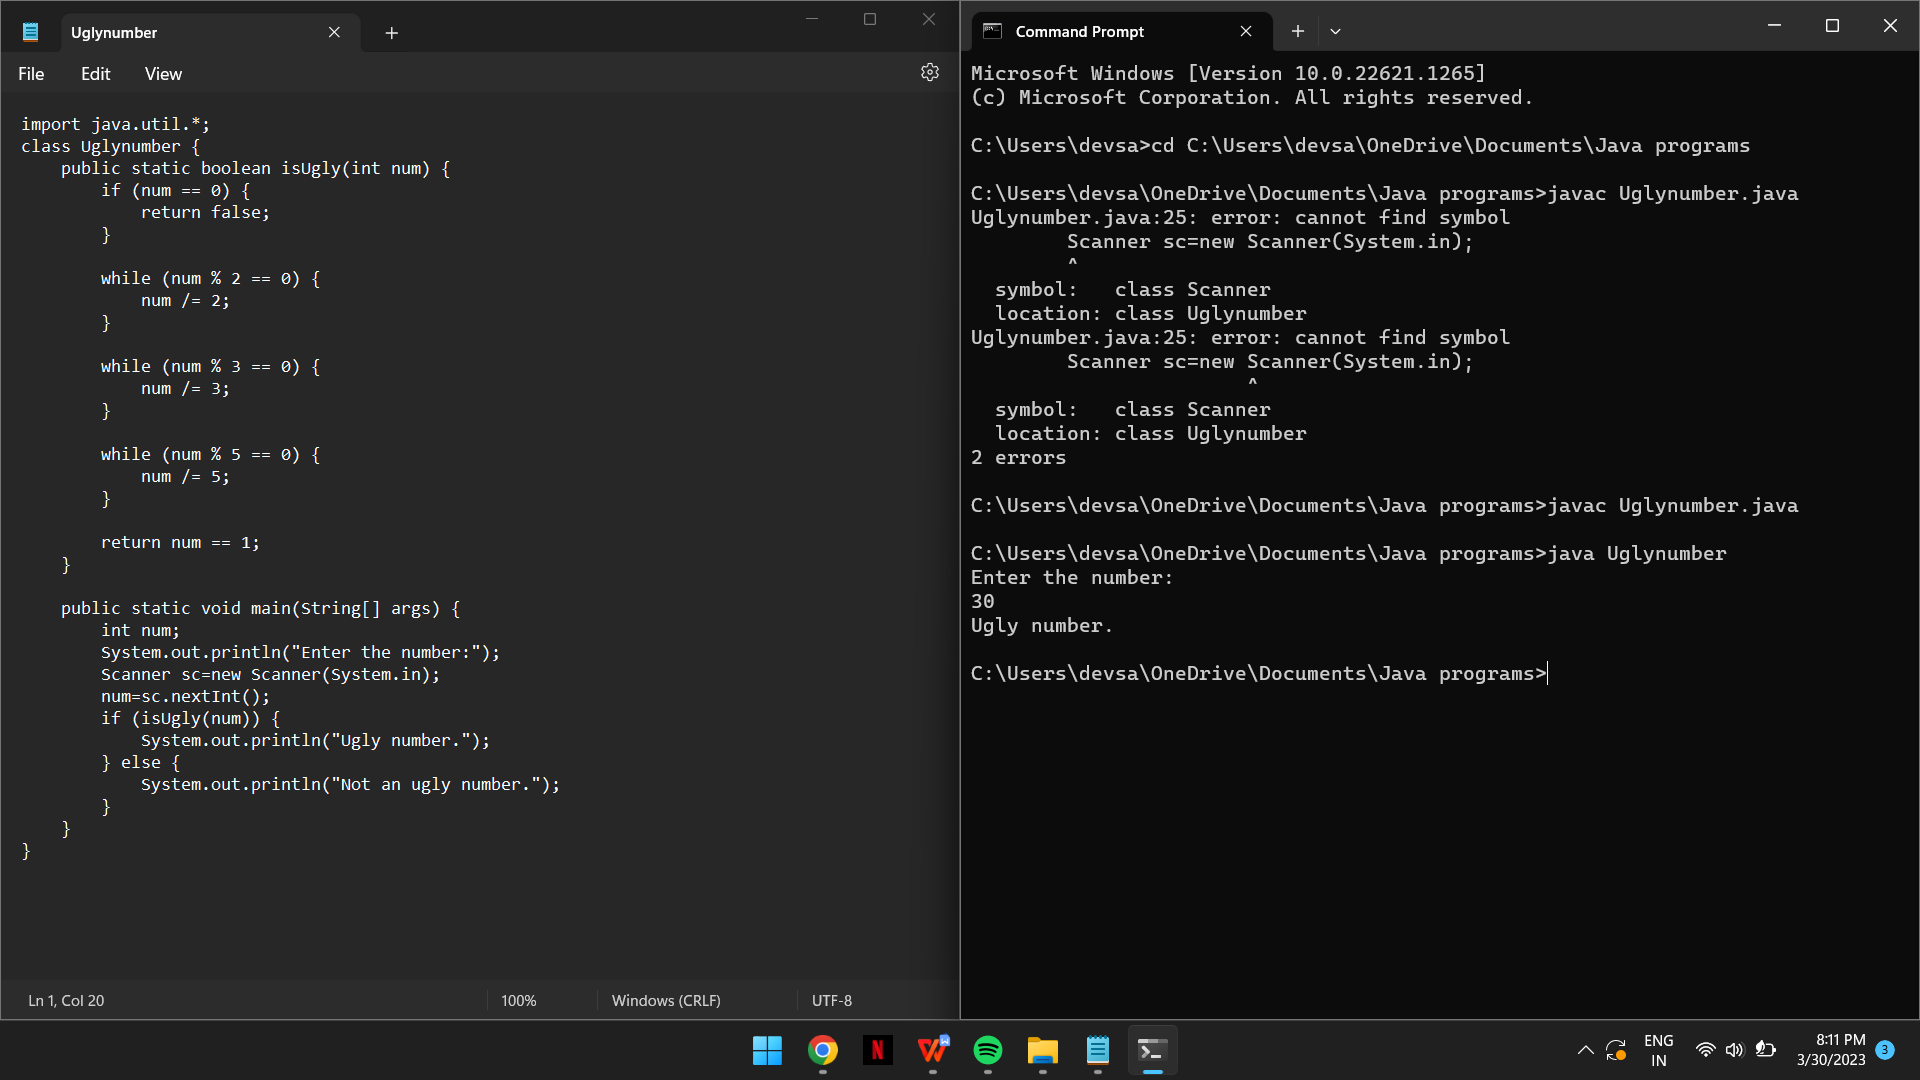 Uglynumber
File Edit View
import java.util.*;
class Uglynumber {
    public static boolean isUgly(int num) {
        if (num == 0) {
            return false;
        }

        while (num % 2 == 0) {
            num /= 2;
        }

        while (num % 3 == 0) {
            num /= 3;
        }

        while (num % 5 == 0) {
            num /= 5;
        }

        return num == 1;
    }

    public static void main(String[] args) {
        int num;
        System.out.println("Enter the number:");
        Scanner sc=new Scanner(System.in);
        num=sc.nextInt();
        if (isUgly(num)) {
            System.out.println("Ugly number.");
        } else {
            System.out.println("Not an ugly number.");
        }
    }
}
Ln 1, Col 20 100% Windows (CRLF) UTF-8
Command Prompt
Microsoft Windows [Version 10.0.22621.1265]
(c) Microsoft Corporation. All rights reserved.

C:\Users\devsa>cd C:\Users\devsa\OneDrive\Documents\Java programs

C:\Users\devsa\OneDrive\Documents\Java programs>javac Uglynumber.java
Uglynumber.java:25: error: cannot find symbol
        Scanner sc=new Scanner(System.in);
        ^
  symbol:   class Scanner
  location: class Uglynumber
Uglynumber.java:25: error: cannot find symbol
        Scanner sc=new Scanner(System.in);
                       ^
  symbol:   class Scanner
  location: class Uglynumber
2 errors

C:\Users\devsa\OneDrive\Documents\Java programs>javac Uglynumber.java

C:\Users\devsa\OneDrive\Documents\Java programs>java Uglynumber
Enter the number:
30
Ugly number.

C:\Users\devsa\OneDrive\Documents\Java programs>
ENG
IN
8:11 PM
3/30/2023
3